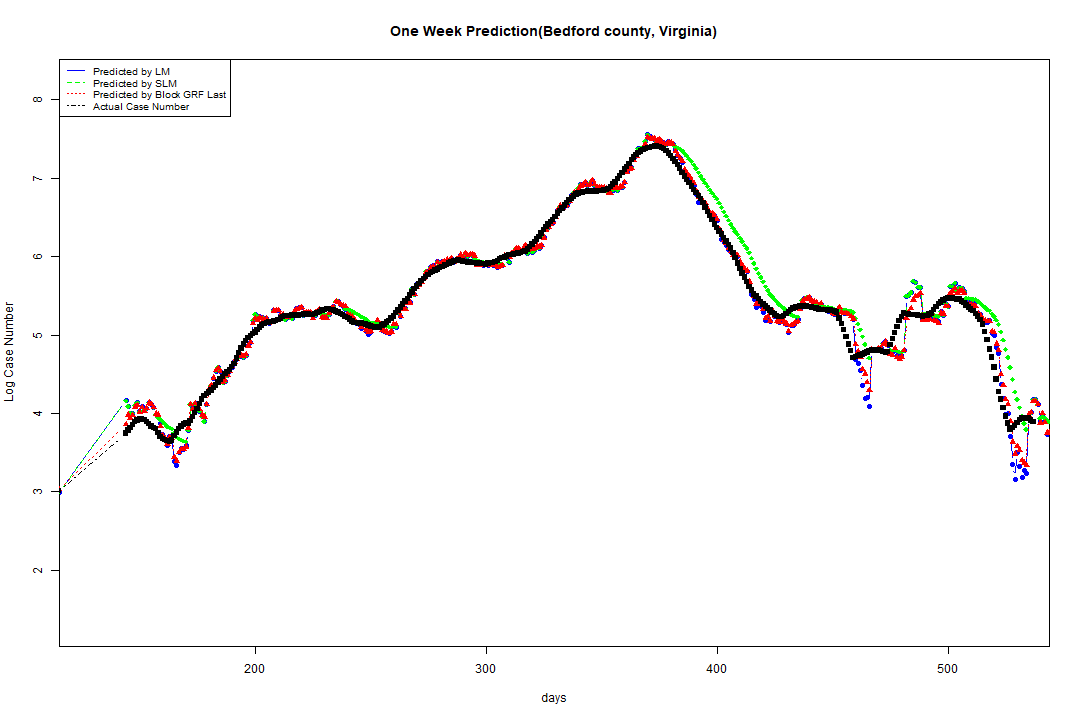 One Week Prediction(Bedford county, Virginia)
Predicted by LM
Predicted by SLM
Predicted by Block GRF Last
Actual Case Number
8
7
6
5
4
3
2
Log Case Number
200 300 400 500
days